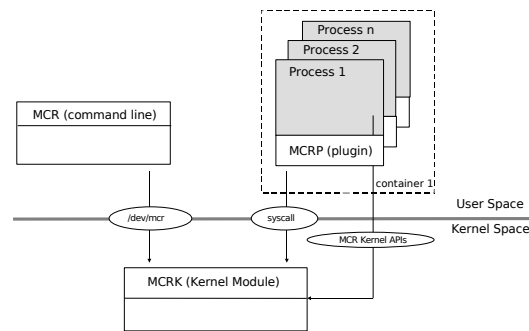 Process n
Process 2
Process 1
MCR (command line)
MCRP (plugin)
container 1
User Space
/dev/mcr
syscall
Kernel Space
MCR Kernel APIs
MCRK (Kernel Module)